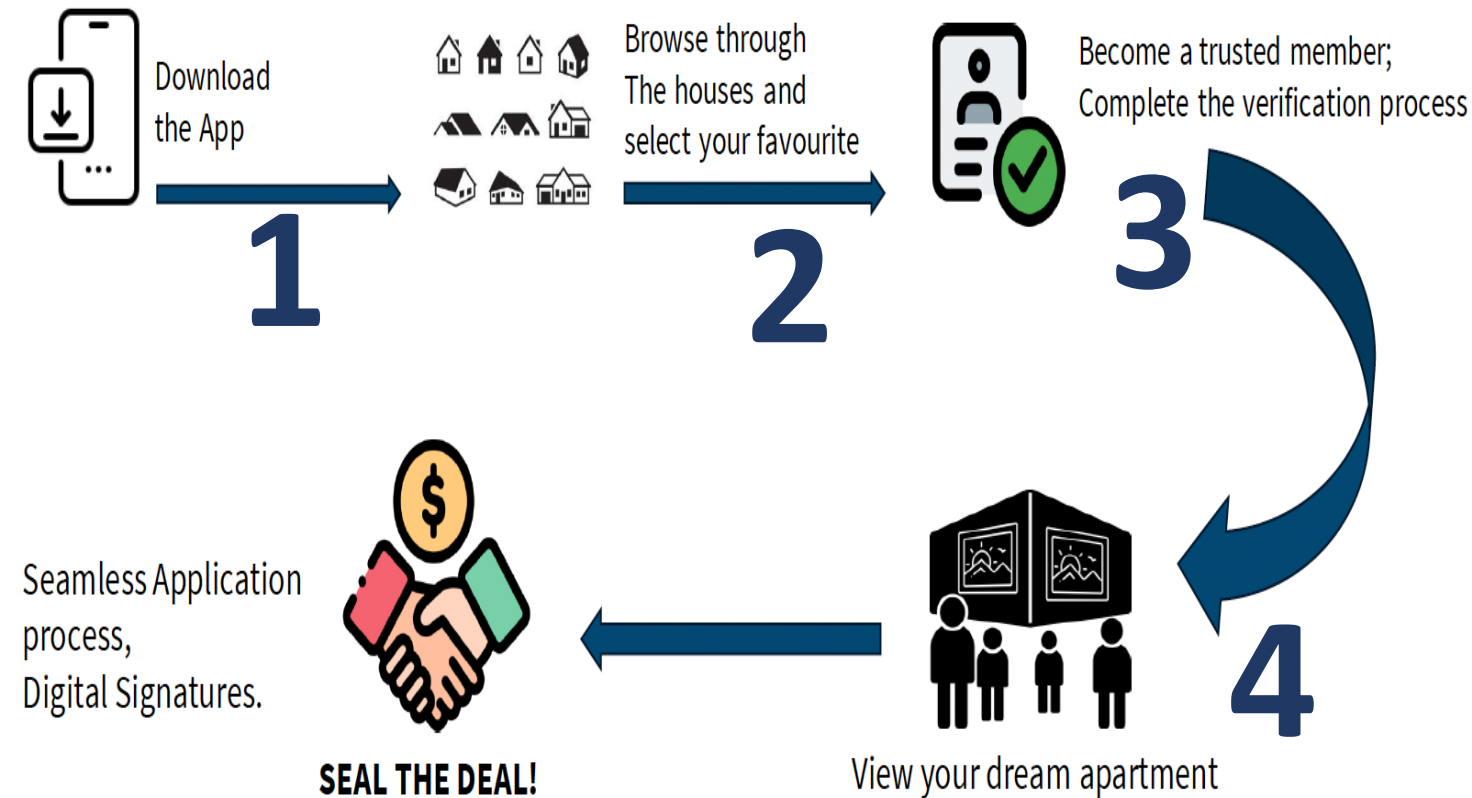 Download
the App
1
Browse through
The houses and
select your favourite
2
Become a trusted member;
Complete the verification process
3
4
View your dream apartment
$
Seamless Application
process,
Digital Signatures.
SEAL THE DEAL!